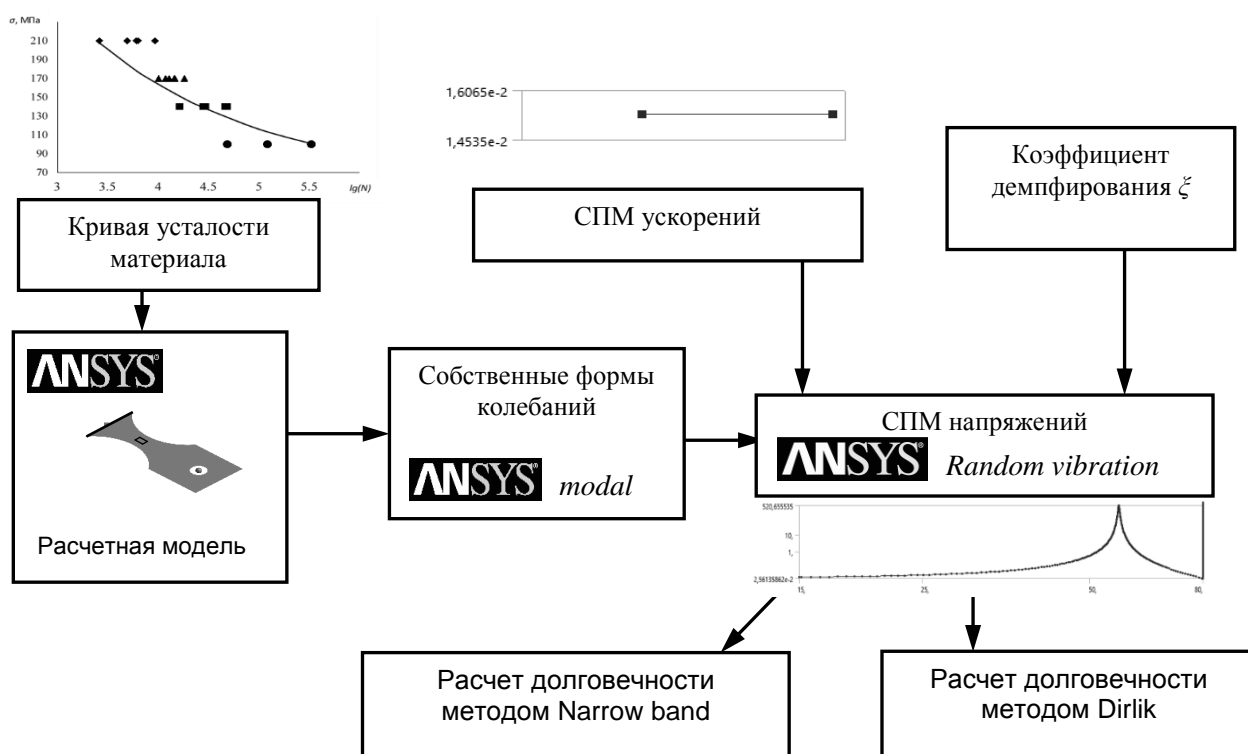 σ, МПа
210
190
170
150
130
110
90
70
3
3.5
4
4.5
5
5.5
lg(N)
1,6065e-2
1,4535e-2
Коэффициент
демпфирования ξ
СПМ ускорений
Кривая усталости
материала
ANSYS®
Расчетная модель
Собственные формы
колебаний
ANSYS® modal
СПМ напряжений
ANSYS® Random vibration
520,655535
10,
1,
2,56135862e-2
15,
25,
50,
80,
Расчет долговечности
методом Narrow band
Расчет долговечности
методом Dirlik